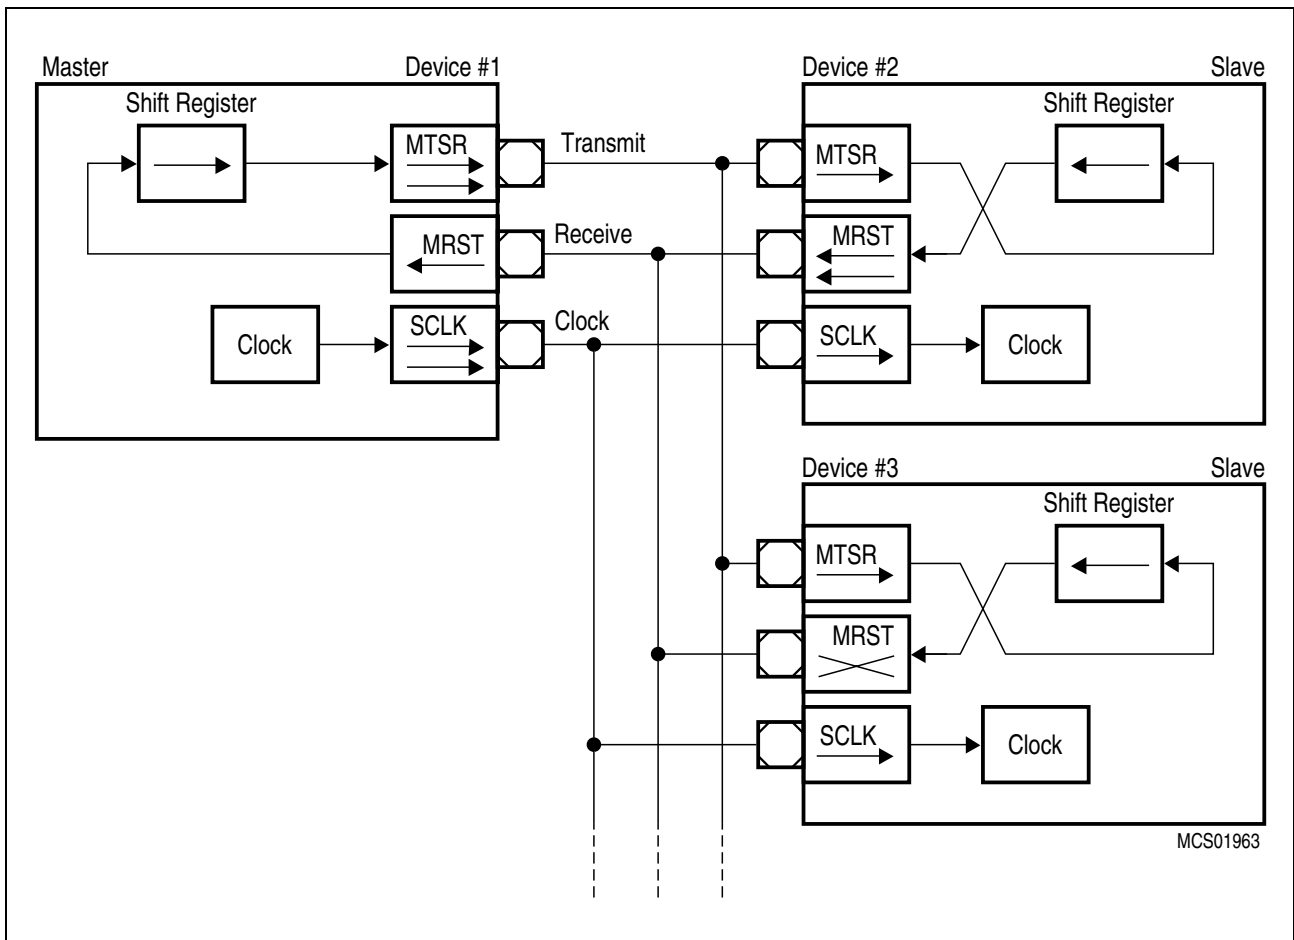 Master Device #1
Shift Register
MTSR
Transmit
MRST
Receive
Clock
SCLK
Clock
Device #2 Slave
Shift Register
MTSR
MRST
SCLK
Clock
Device #3 Slave
Shift Register
MTSR
MRST
SCLK
Clock
MCS01963